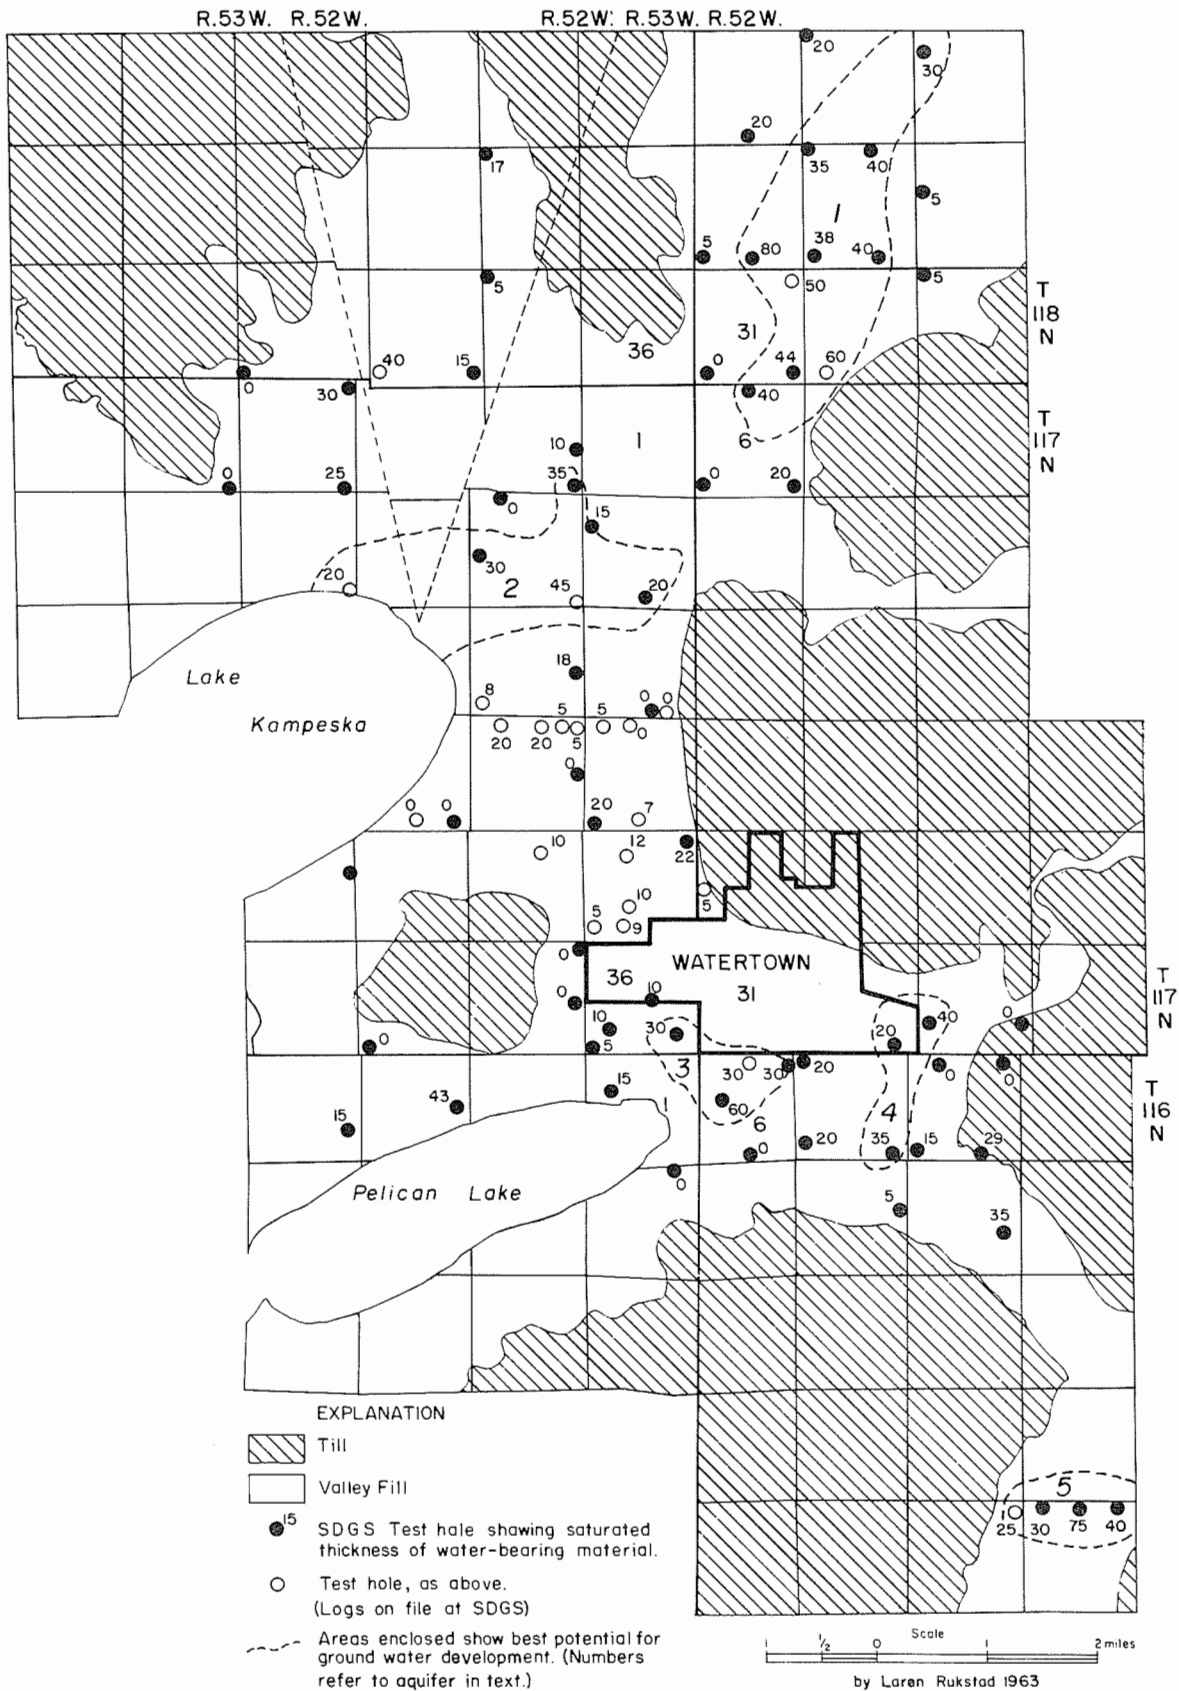 R.53W. R.52W. R.52W. R.53W. R.52W.
20
30
20
17
35 40
5
1
5 80 38 40
5 50 5
T
118
N
31
36
40 15 0 44 60
0 30 40
T
117
N
10 1 6
0 25 35 0 20
0 15
30
20 2 45 20
18
Lake
8 0 0
Kampeska
20 20 5 5 5 0
0
0 0 20 7
10 12 22
10 5
5 9
WATERTOWN
0 36 31
T
117
N
0 10
10 30 20 40 0
0 5
3 30 30 20 0 0
15 60
T
116
N
15 43 1 6 4
0 20 35 15 29
0
Pelican Lake
5
35
5
25 30 75 40
EXPLANATION
Till
Valley Fill
15 SDGS Test hale showing saturated
thickness of water-bearing material.
Test hole, as above.
(Logs on file at SDGS)
Areas enclosed show best potential for
ground water development. (Numbers
refer to aquifer in text.)
Scale
1 1/2 0 1 2 miles
by Laren Rukstad 1963